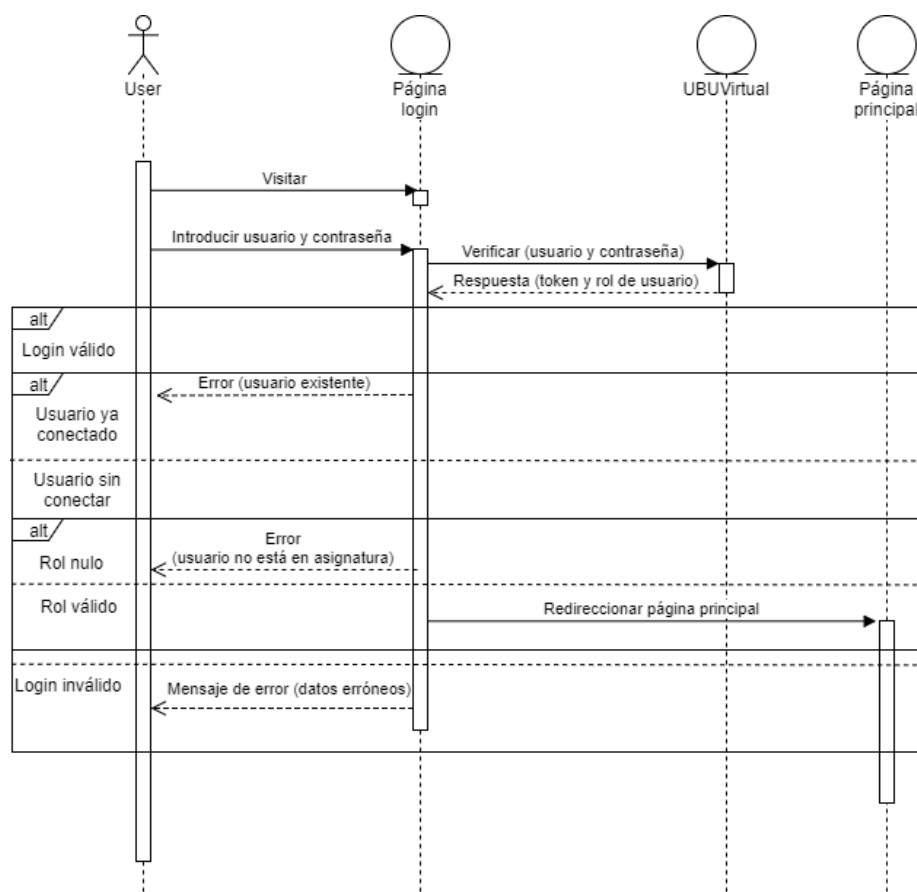 User
Página
login
UBUVirtual
Página
principal
Visitar
Introducir usuario y contraseña
Verificar (usuario y contraseña)
Respuesta (token y rol de usuario)
alt
Login válido
alt
Error (usuario existente)
Usuario ya
conectado
Usuario sin
conectar
alt
Error
(usuario no está en asignatura)
Rol nulo
Rol válido
Redireccionar página principal
Login inválido
Mensaje de error (datos erróneos)